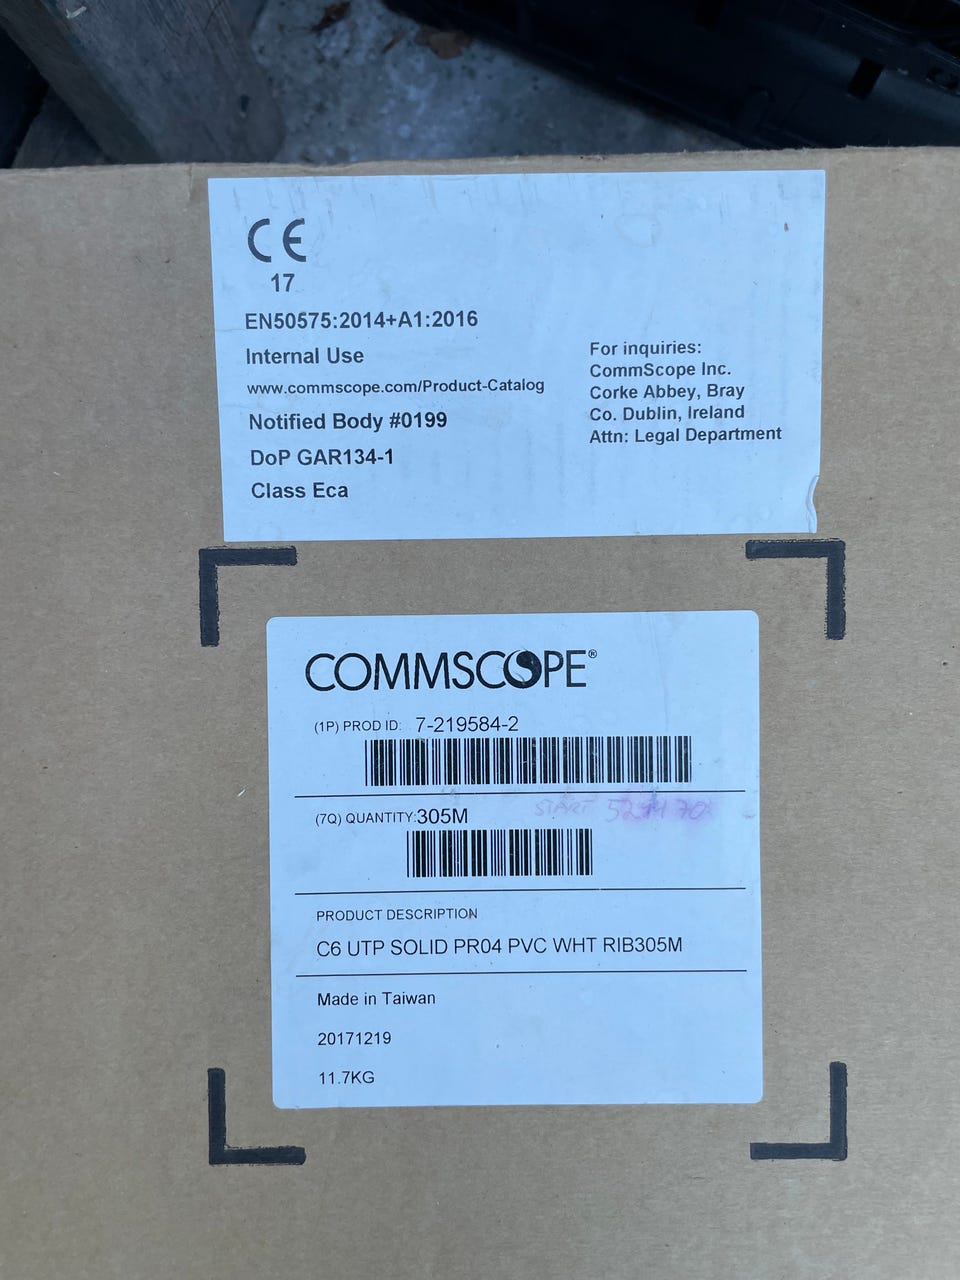 CE
17
EN50575:2014+A1:2016
Internal Use
www.commscope.com/Product-Catalog
Notified Body #0199
DoP GAR134-1
Class Eca
For inquiries:
CommScope Inc.
Corke Abbey, Bray
Co. Dublin, Ireland
Attn: Legal Department
COMMSCOPE®
(1P) PROD ID: 7-219584-2
START
(7Q) QUANTITY:305M
PRODUCT DESCRIPTION
C6 UTP SOLID PR04 PVC WHT RIB305M
Made in Taiwan
20171219
11.7KG